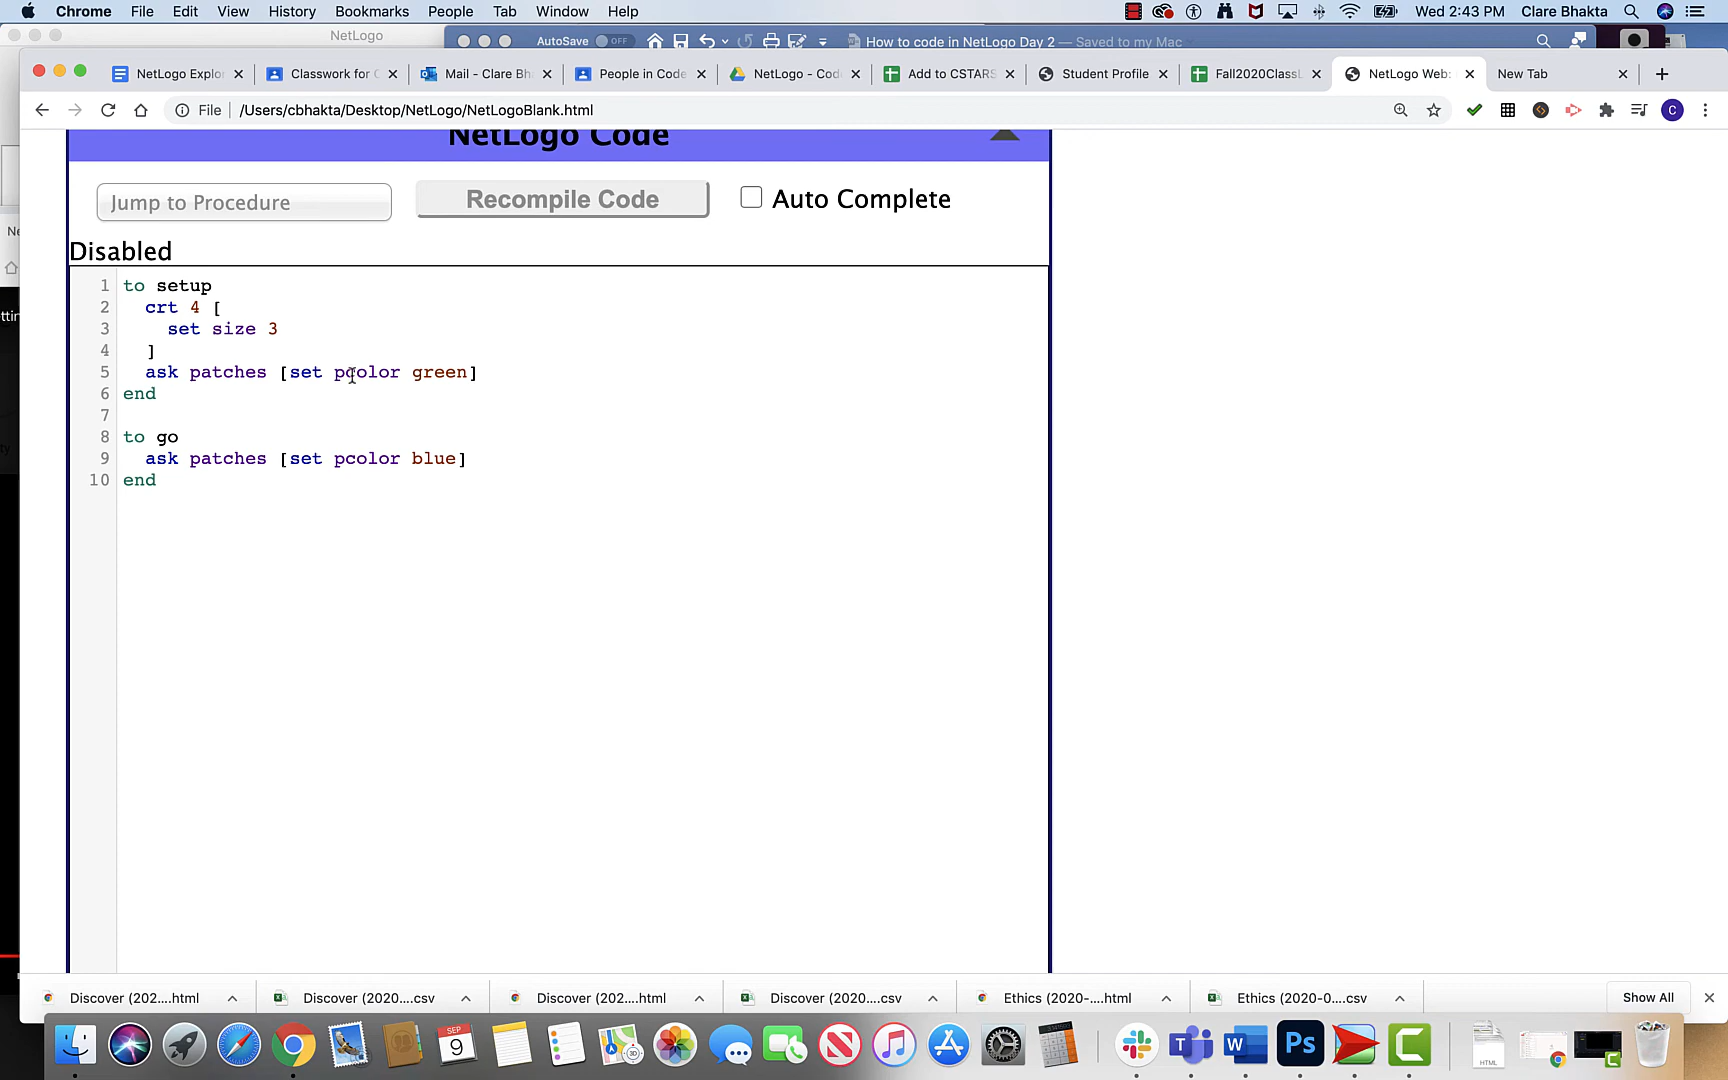 Chrome File Edit View History Bookmarks People Tab Window Help Wed 2:43 PM Clare Bhakta
NetLogo AutoSave OFF How to code in NetLogo Day 2 — Saved to my Mac
NetLogo Explo Classwork for C Mail - Clare Bh People in Code NetLogo - Cod Add to CSTARS Student Profile Fall2020ClassL NetLogo Web: New Tab
File /Users/cbhakta/Desktop/NetLogo/NetLogoBlank.html C
NetLogo Code
Jump to Procedure Recompile Code Auto Complete
Disabled
1 to setup
2 crt 4 [
3 set size 3
4 ]
5 ask patches [set pcolor green]
6 end
7
8 to go
9 ask patches [set pcolor blue]
10 end
Discover (202....html Discover (2020....csv Discover (202....html Discover (2020....csv Ethics (2020-....html Ethics (2020-0....csv Show All
SEP
9
3D
HTML
T W Ps C